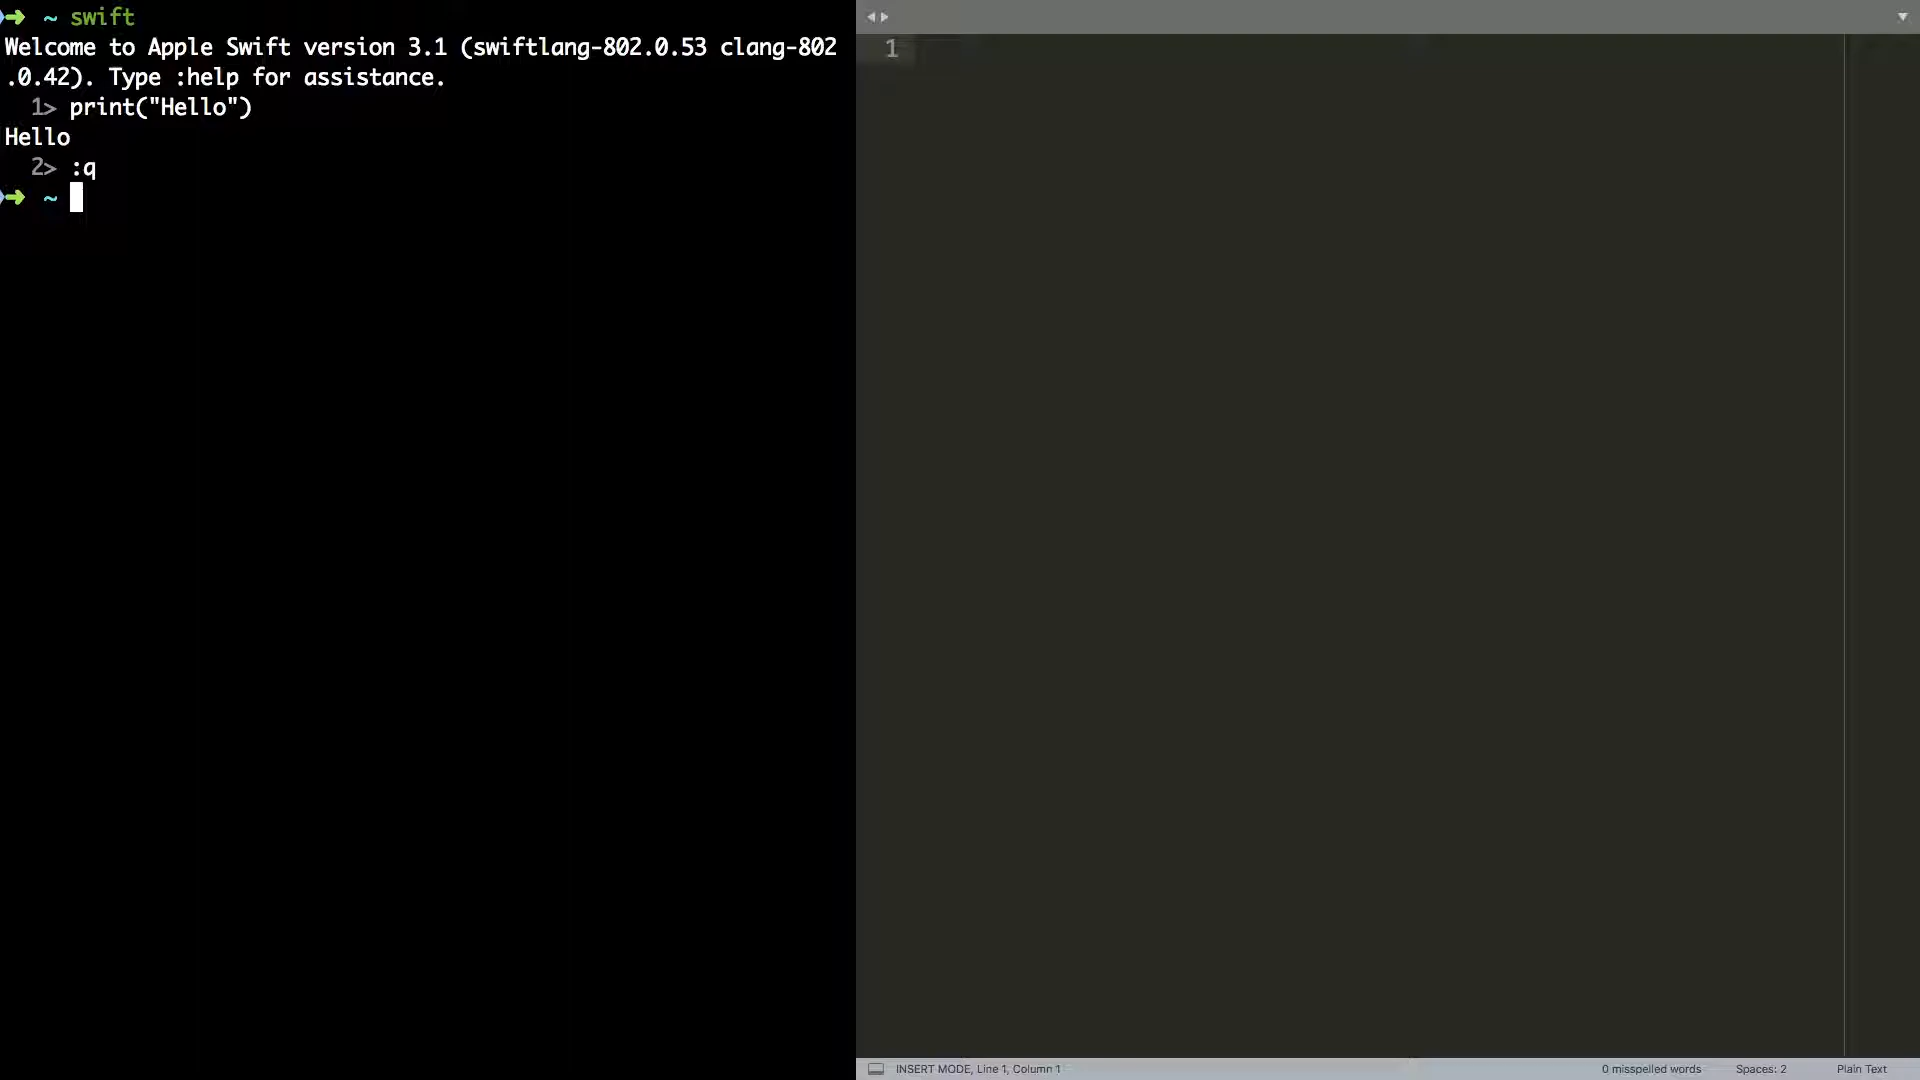 ➜ ~ swift
Welcome to Apple Swift version 3.1 (swiftlang-802.0.53 clang-802
.0.42). Type :help for assistance.
1> print("Hello")
Hello
2> :q
➜ ~
1
INSERT MODE, Line 1, Column 1
0 misspelled words
Spaces: 2
Plain Text